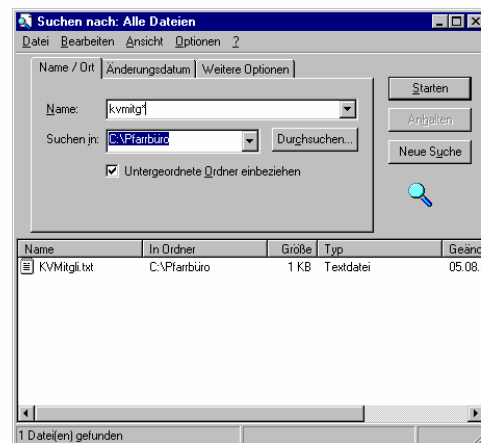 Suchen nach: Alle Dateien
Datei Bearbeiten Ansicht Optionen ?
Name / Ort Änderungsdatum Weitere Optionen
Name: kvmitg*
Suchen in: C:\Pfarrbüro Durchsuchen...
Untergeordnete Ordner einbeziehen
Starten
Anhalten
Neue Suche
Name In Ordner Größe Typ Geänd
KVMitgli.txt C:\Pfarrbüro 1 KB Textdatei 05.08.
1 Datei(en) gefunden